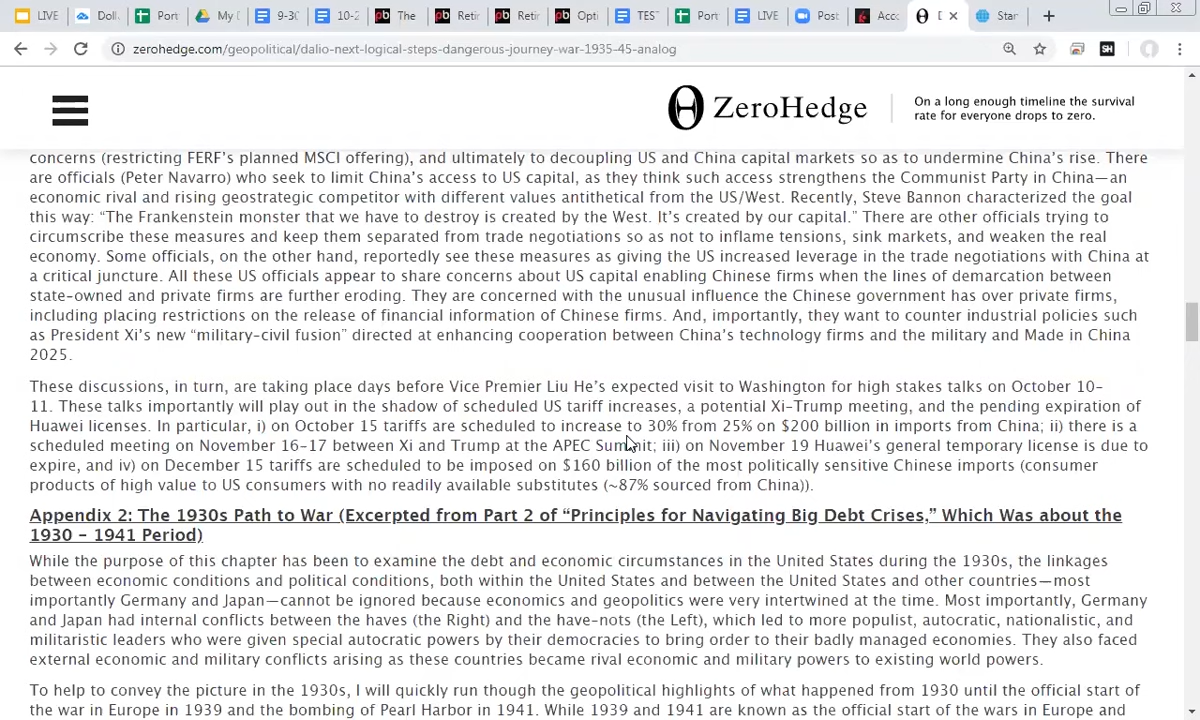 LIVE
Doll
Port
My (
9-30
10-2
The
Retir
Retir
Opti
TES
Port
LIVE
Post
Acco
Star
zerohedge.com/geopolitical/dalio-next-logical-steps-dangerous-journey-war-1935-45-analog
SH
ZeroHedge
On a long enough timeline the survival
rate for everyone drops to zero.
concerns (restricting FERF's planned MSCI offering), and ultimately to decoupling US and China capital markets so as to undermine China's rise. There
are officials (Peter Navarro) who seek to limit China's access to US capital, as they think such access strengthens the Communist Party in China—an
economic rival and rising geostrategic competitor with different values antithetical from the US/West. Recently, Steve Bannon characterized the goal
this way: "The Frankenstein monster that we have to destroy is created by the West. It's created by our capital." There are other officials trying to
circumscribe these measures and keep them separated from trade negotiations so as not to inflame tensions, sink markets, and weaken the real
economy. Some officials, on the other hand, reportedly see these measures as giving the US increased leverage in the trade negotiations with China at
a critical juncture. All these US officials appear to share concerns about US capital enabling Chinese firms when the lines of demarcation between
state-owned and private firms are further eroding. They are concerned with the unusual influence the Chinese government has over private firms,
including placing restrictions on the release of financial information of Chinese firms. And, importantly, they want to counter industrial policies such
as President Xi's new "military-civil fusion" directed at enhancing cooperation between China's technology firms and the military and Made in China
2025.
These discussions, in turn, are taking place days before Vice Premier Liu He's expected visit to Washington for high stakes talks on October 10-
11. These talks importantly will play out in the shadow of scheduled US tariff increases, a potential Xi-Trump meeting, and the pending expiration of
Huawei licenses. In particular, i) on October 15 tariffs are scheduled to increase to 30% from 25% on $200 billion in imports from China; ii) there is a
scheduled meeting on November 16-17 between Xi and Trump at the APEC Summit; iii) on November 19 Huawei's general temporary license is due to
expire, and iv) on December 15 tariffs are scheduled to be imposed on $160 billion of the most politically sensitive Chinese imports (consumer
products of high value to US consumers with no readily available substitutes (~87% sourced from China)).
Appendix 2: The 1930s Path to War (Excerpted from Part 2 of "Principles for Navigating Big Debt Crises," Which Was about the
1930 - 1941 Period)
While the purpose of this chapter has been to examine the debt and economic circumstances in the United States during the 1930s, the linkages
between economic conditions and political conditions, both within the United States and between the United States and other countries—most
importantly Germany and Japan—cannot be ignored because economics and geopolitics were very intertwined at the time. Most importantly, Germany
and Japan had internal conflicts between the haves (the Right) and the have-nots (the Left), which led to more populist, autocratic, nationalistic, and
militaristic leaders who were given special autocratic powers by their democracies to bring order to their badly managed economies. They also faced
external economic and military conflicts arising as these countries became rival economic and military powers to existing world powers.
To help to convey the picture in the 1930s, I will quickly run though the geopolitical highlights of what happened from 1930 until the official start of
the war in Europe in 1939 and the bombing of Pearl Harbor in 1941. While 1939 and 1941 are known as the official start of the wars in Europe and